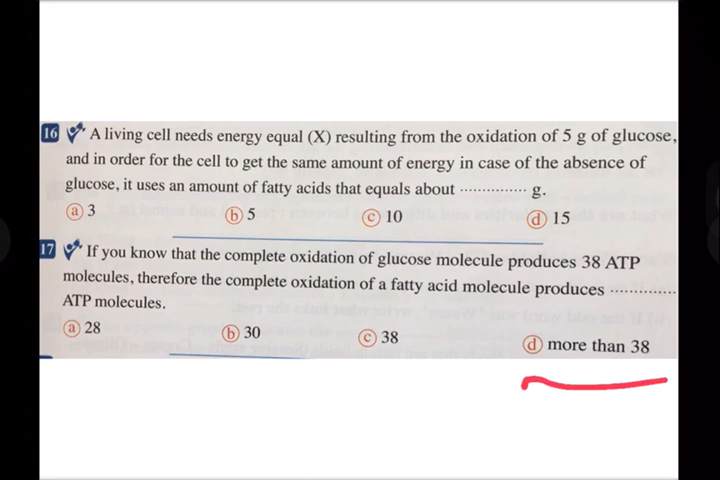 16 A living cell needs energy equal (X) resulting from the oxidation of 5 g of glucose,
and in order for the cell to get the same amount of energy in case of the absence of
glucose, it uses an amount of fatty acids that equals about ............... g.
a 3 b 5 c 10 d 15
17 If you know that the complete oxidation of glucose molecule produces 38 ATP
molecules, therefore the complete oxidation of a fatty acid molecule produces ...............
ATP molecules.
a 28 b 30 c 38 d more than 38